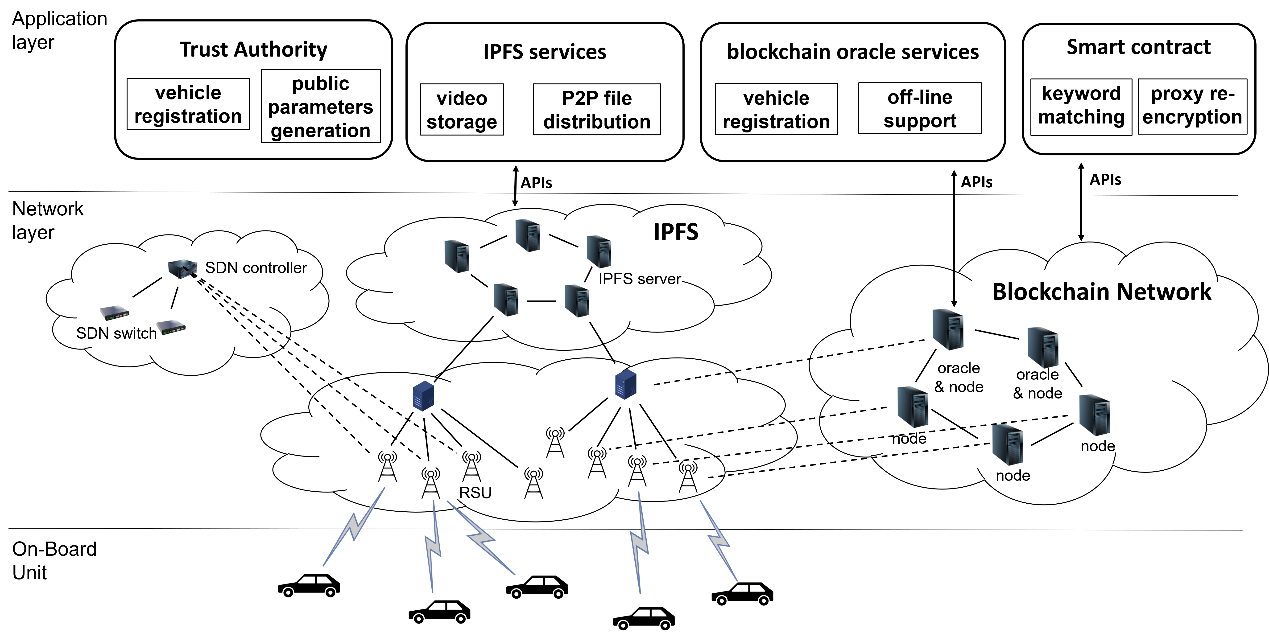 Application
layer
Trust Authority
vehicle
registration
public
parameters
generation
IPFS services
video
storage
P2P file
distribution
blockchain oracle services
vehicle
registration
off-line
support
Smart contract
keyword
matching
proxy re-
encryption
APIs
APIs
APIs
Network
layer
SDN controller
SDN switch
IPFS
IPFS server
Blockchain Network
oracle
& node
oracle
& node
node
node
node
RSU
On-Board
Unit